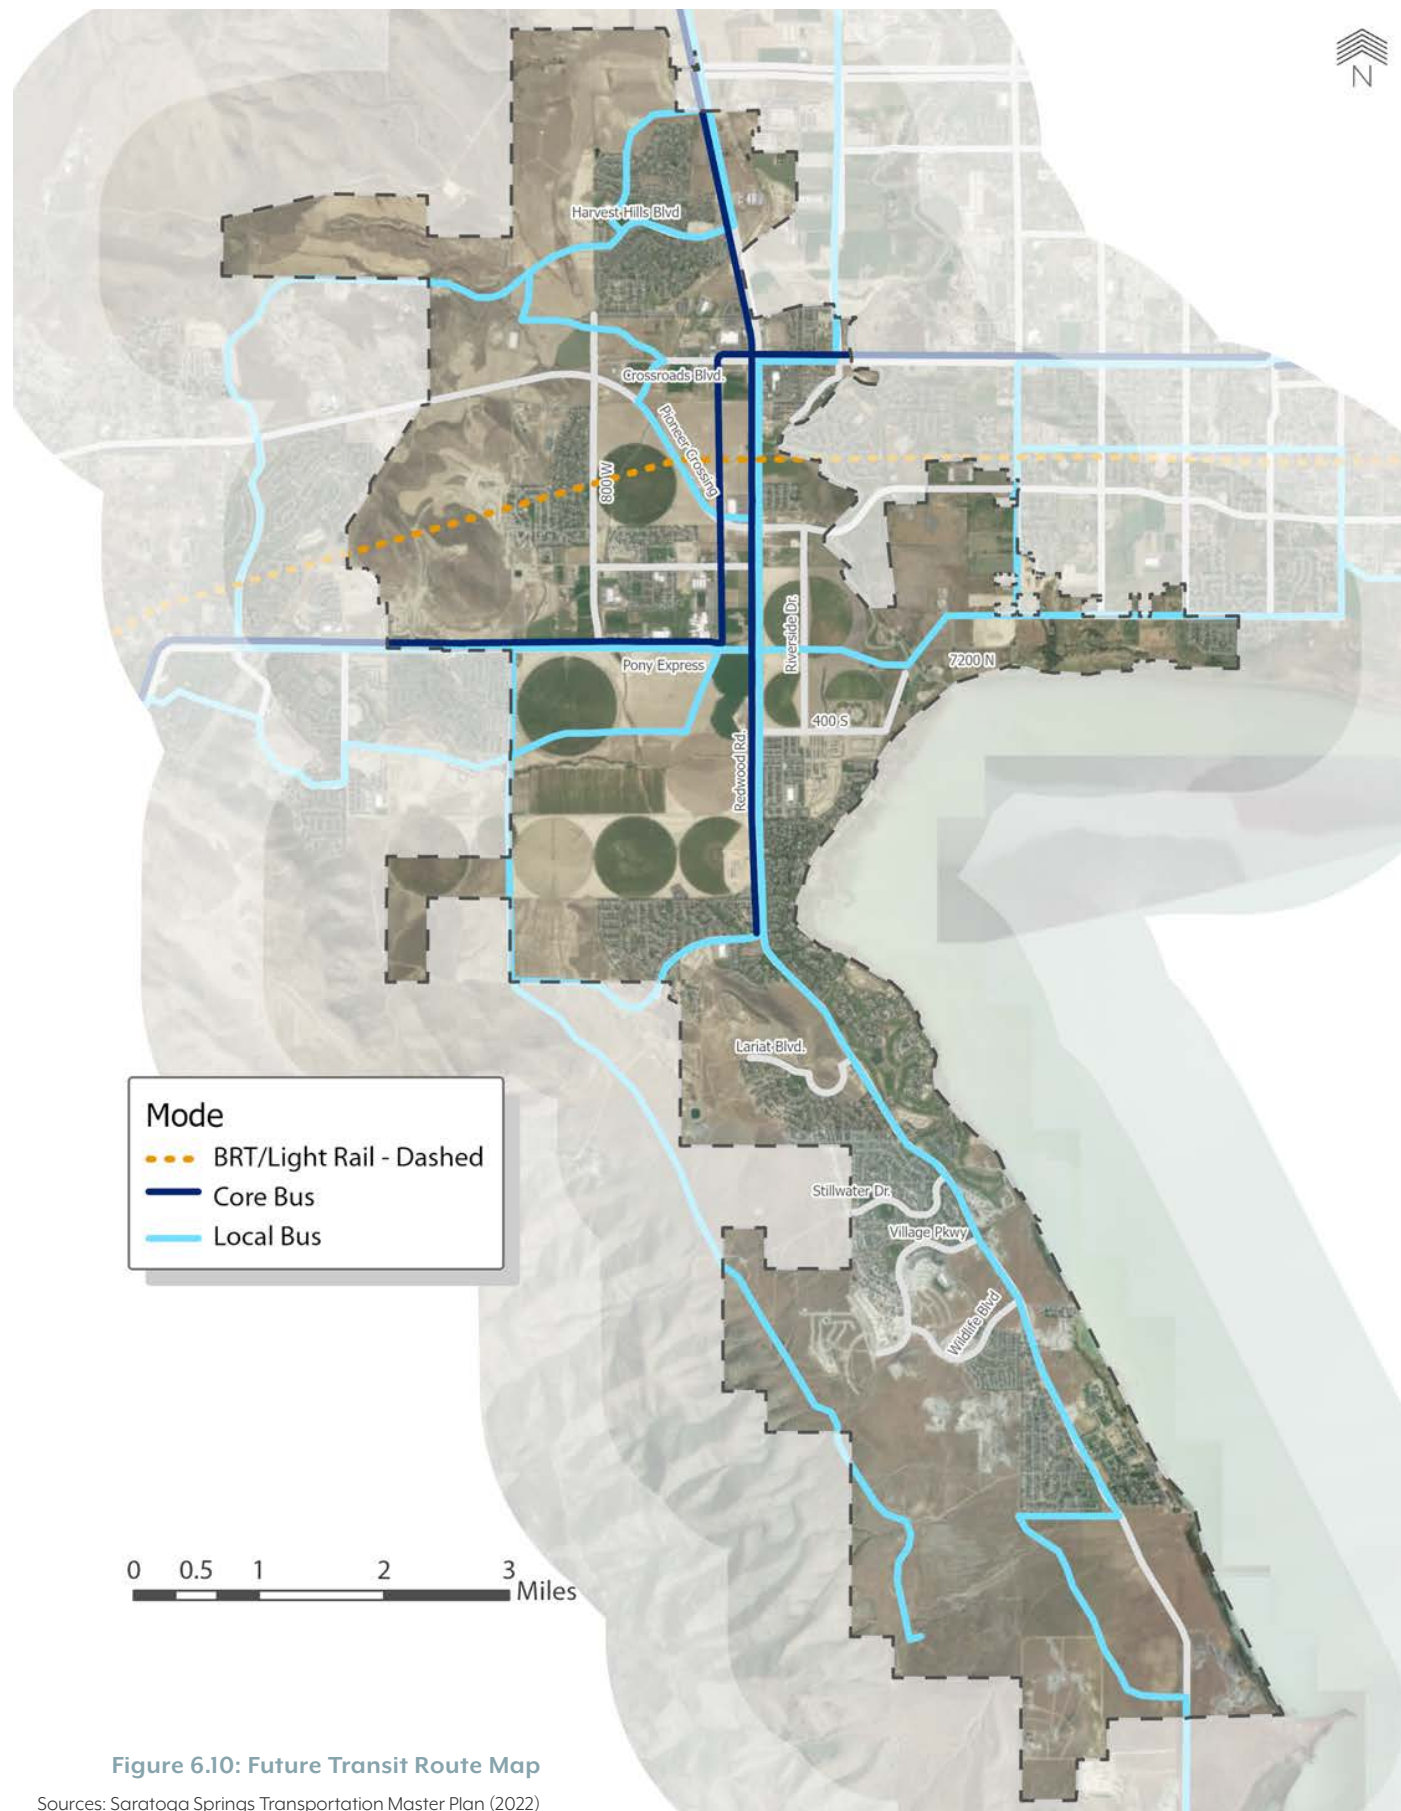 N
Harvest Hills Blvd
Crossroads Blvd.
Pioneer Crossing
800 W
Riverside Dr.
Pony Express
7200 N
400 S
Redwood Rd.
Lariat Blvd.
Mode
BRT/Light Rail - Dashed
Core Bus
Local Bus
Stillwater Dr.
Village Pkwy
Wildlife Blvd
0 0.5 1 2 3
Miles
Figure 6.10: Future Transit Route Map
Sources: Saratoga Springs Transportation Master Plan (2022)